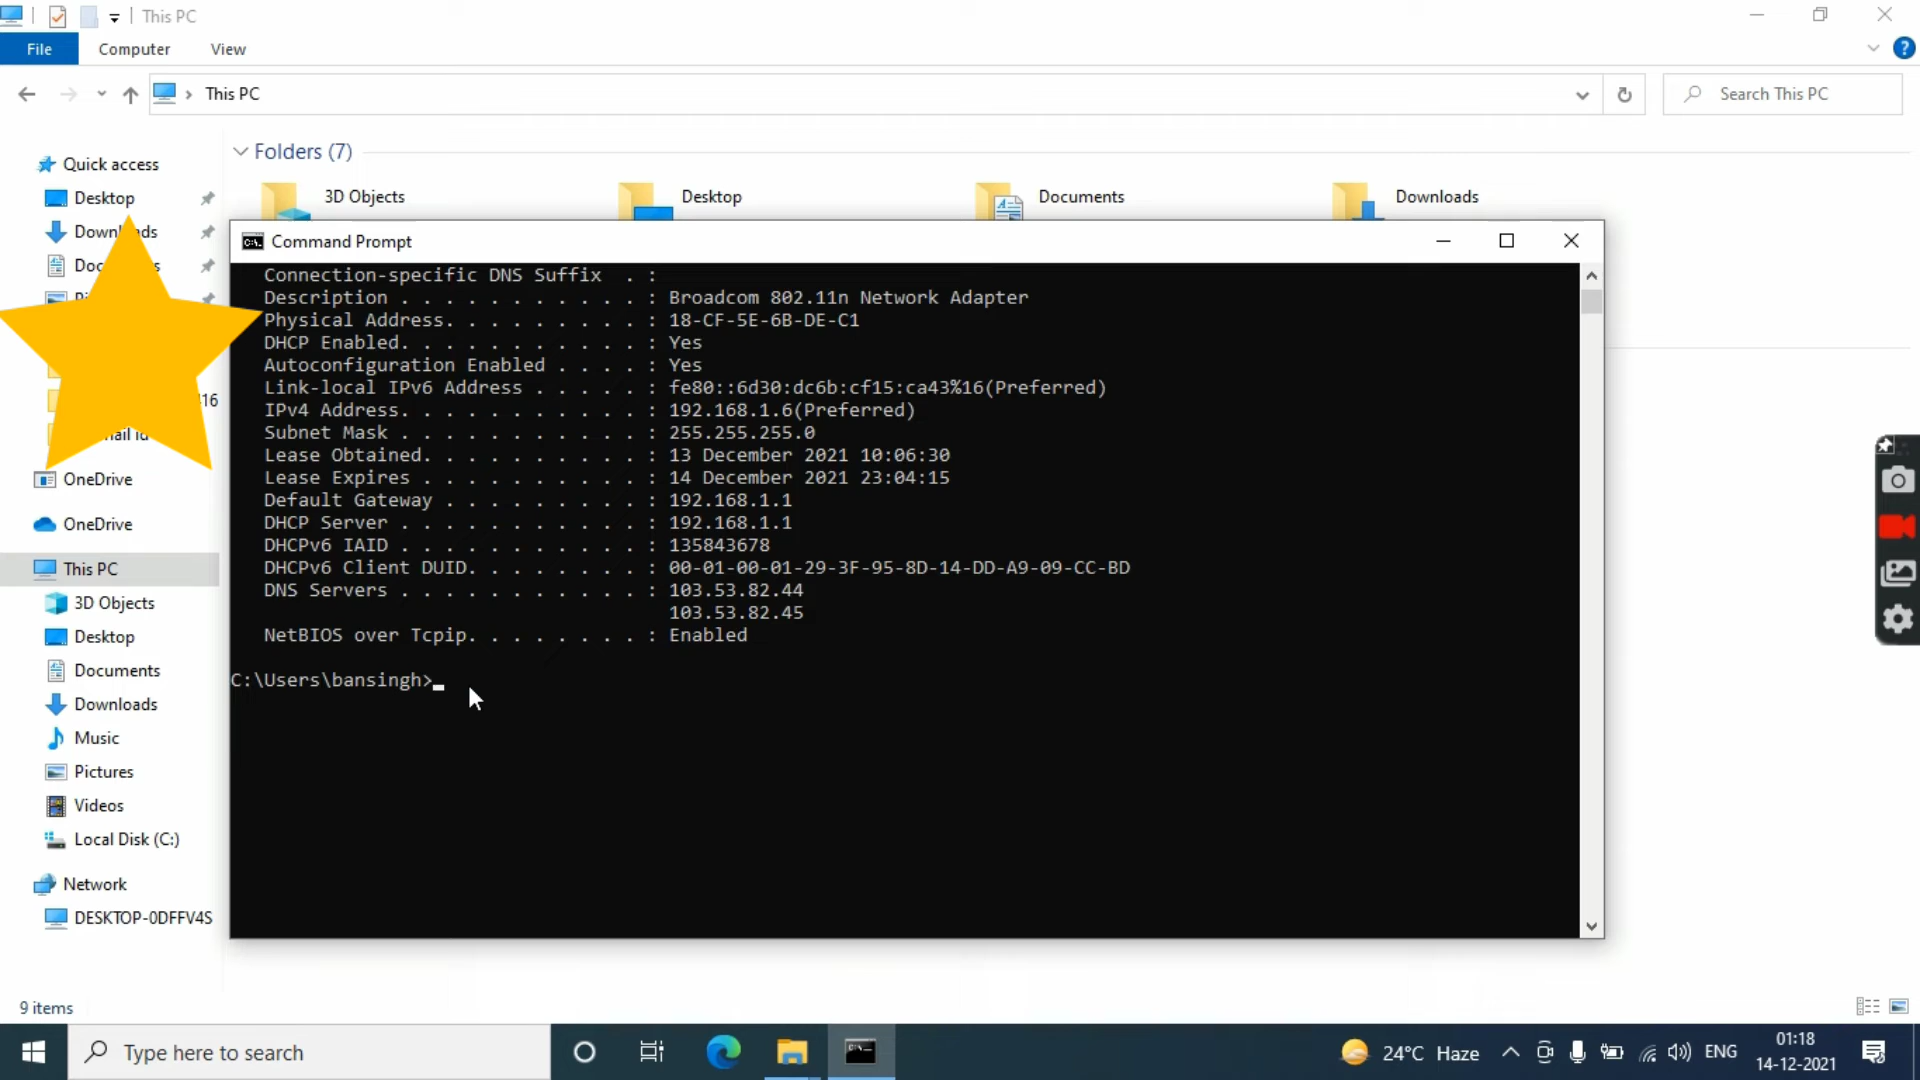 This PC
File Computer View
This PC
Search This PC
Quick access
Desktop
OneDrive
OneDrive
This PC
3D Objects
Desktop
Documents
Downloads
Music
Pictures
Videos
Local Disk (C:)
Network
DESKTOP-0DFFV4S
Folders (7)
3D Objects Desktop Documents Downloads
Command Prompt
Connection-specific DNS Suffix . :
Description . . . . . . . . . . . : Broadcom 802.11n Network Adapter
Physical Address. . . . . . . . . : 18-CF-5E-6B-DE-C1
DHCP Enabled. . . . . . . . . . . : Yes
Autoconfiguration Enabled . . . . : Yes
Link-local IPv6 Address . . . . . : fe80::6d30:dc6b:cf15:ca43%16(Preferred)
IPv4 Address. . . . . . . . . . . : 192.168.1.6(Preferred)
Subnet Mask . . . . . . . . . . . : 255.255.255.0
Lease Obtained. . . . . . . . . . : 13 December 2021 10:06:30
Lease Expires . . . . . . . . . . : 14 December 2021 23:04:15
Default Gateway . . . . . . . . . : 192.168.1.1
DHCP Server . . . . . . . . . . . : 192.168.1.1
DHCPv6 IAID . . . . . . . . . . . : 135843678
DHCPv6 Client DUID. . . . . . . . : 00-01-00-01-29-3F-95-8D-14-DD-A9-09-CC-BD
DNS Servers . . . . . . . . . . . : 103.53.82.44
103.53.82.45
NetBIOS over Tcpip. . . . . . . . : Enabled
C:\Users\bansingh>
9 items
Type here to search
24°C Haze
ENG
01:18
14-12-2021